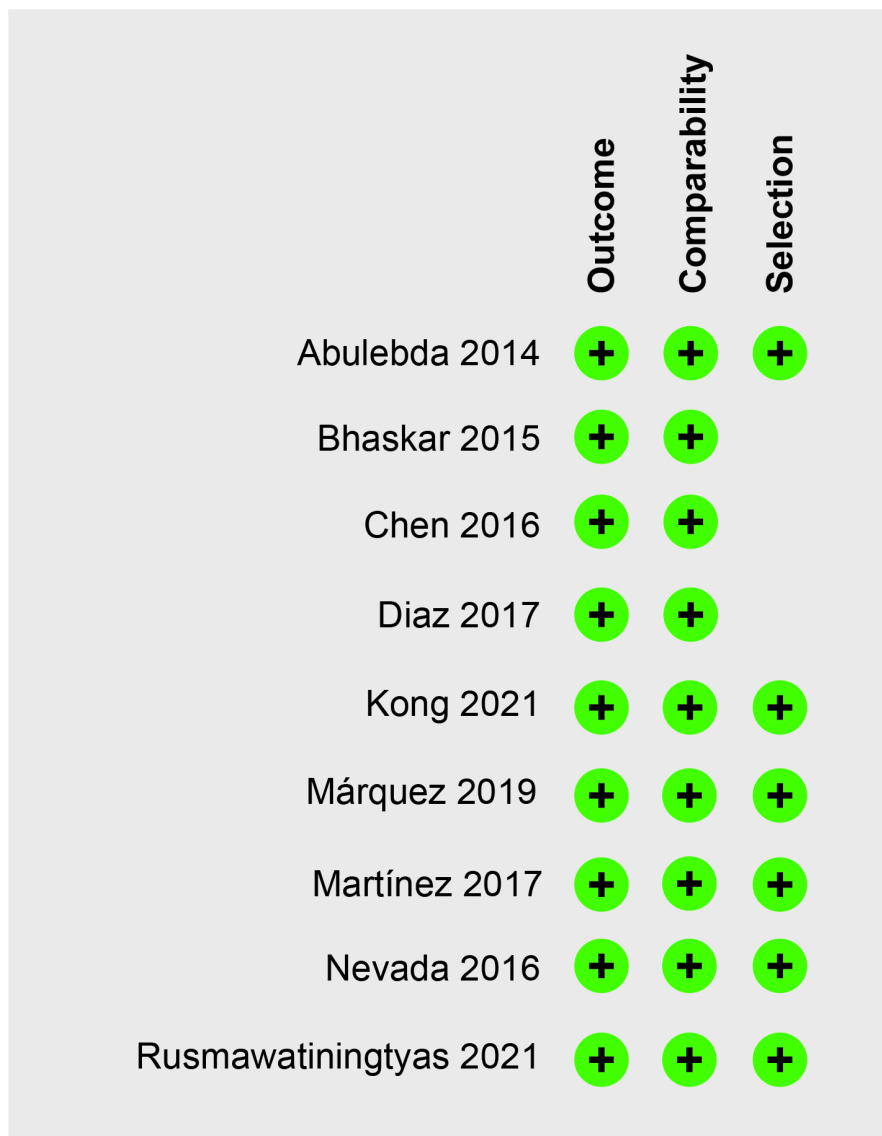 Outcome Comparability Selection
Abulebda 2014 + + +
Bhaskar 2015 + +
Chen 2016 + +
Diaz 2017 + +
Kong 2021 + + +
Márquez 2019 + + +
Martínez 2017 + + +
Nevada 2016 + + +
Rusmawatiningtyas 2021 + + +